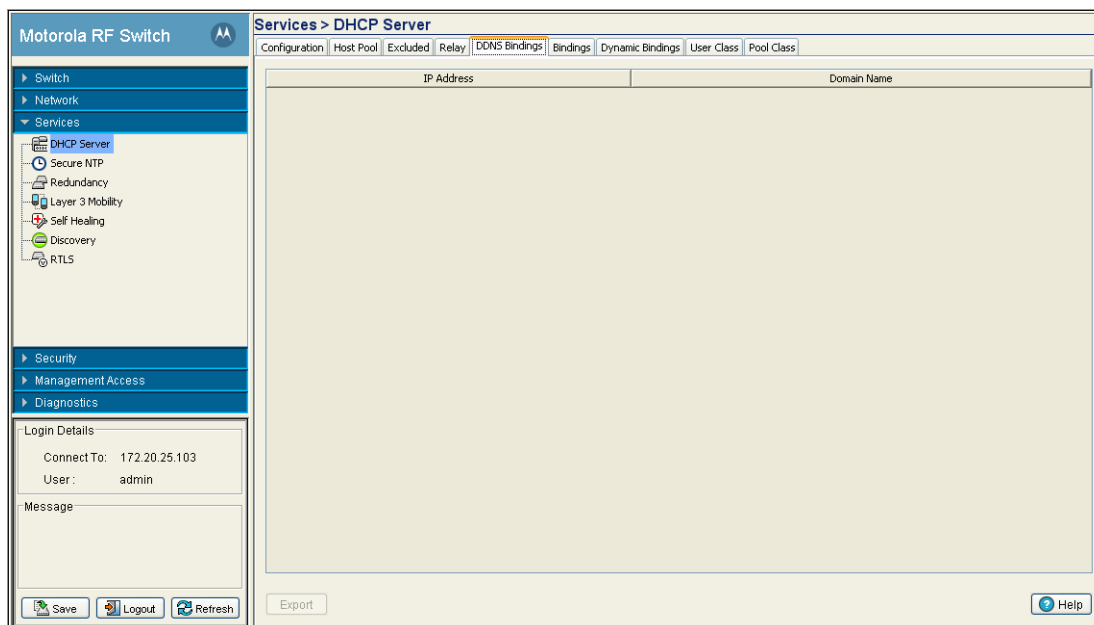 Motorola RF Switch
Services > DHCP Server
Configuration Host Pool Excluded Relay DDNS Bindings Bindings Dynamic Bindings User Class Pool Class
IP Address Domain Name
Switch
Network
Services
DHCP Server
Secure NTP
Redundancy
Layer 3 Mobility
Self Healing
Discovery
RTLS
Security
Management Access
Diagnostics
Login Details
Connect To: 172.20.25.103
User : admin
Message
Save Logout Refresh
Export Help